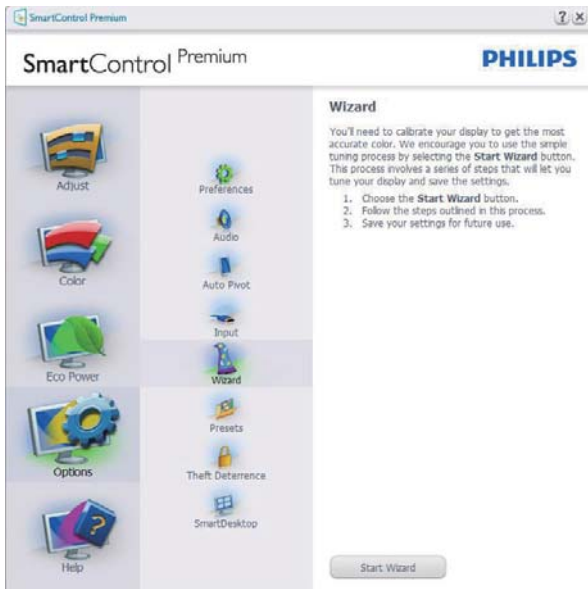 SmartControl Premium
? x
SmartControl Premium
PHILIPS
Adjust
Color
Eco Power
Options
Help
Preferences
Audio
Auto Pivot
Input
Wizard
Presets
Theft Deterrence
SmartDesktop
Wizard
You'll need to calibrate your display to get the most
accurate color. We encourage you to use the simple
tuning process by selecting the Start Wizard button.
This process involves a series of steps that will let you
tune your display and save the settings.
1. Choose the Start Wizard button.
2. Follow the steps outlined in this process.
3. Save your settings for future use.
Start Wizard